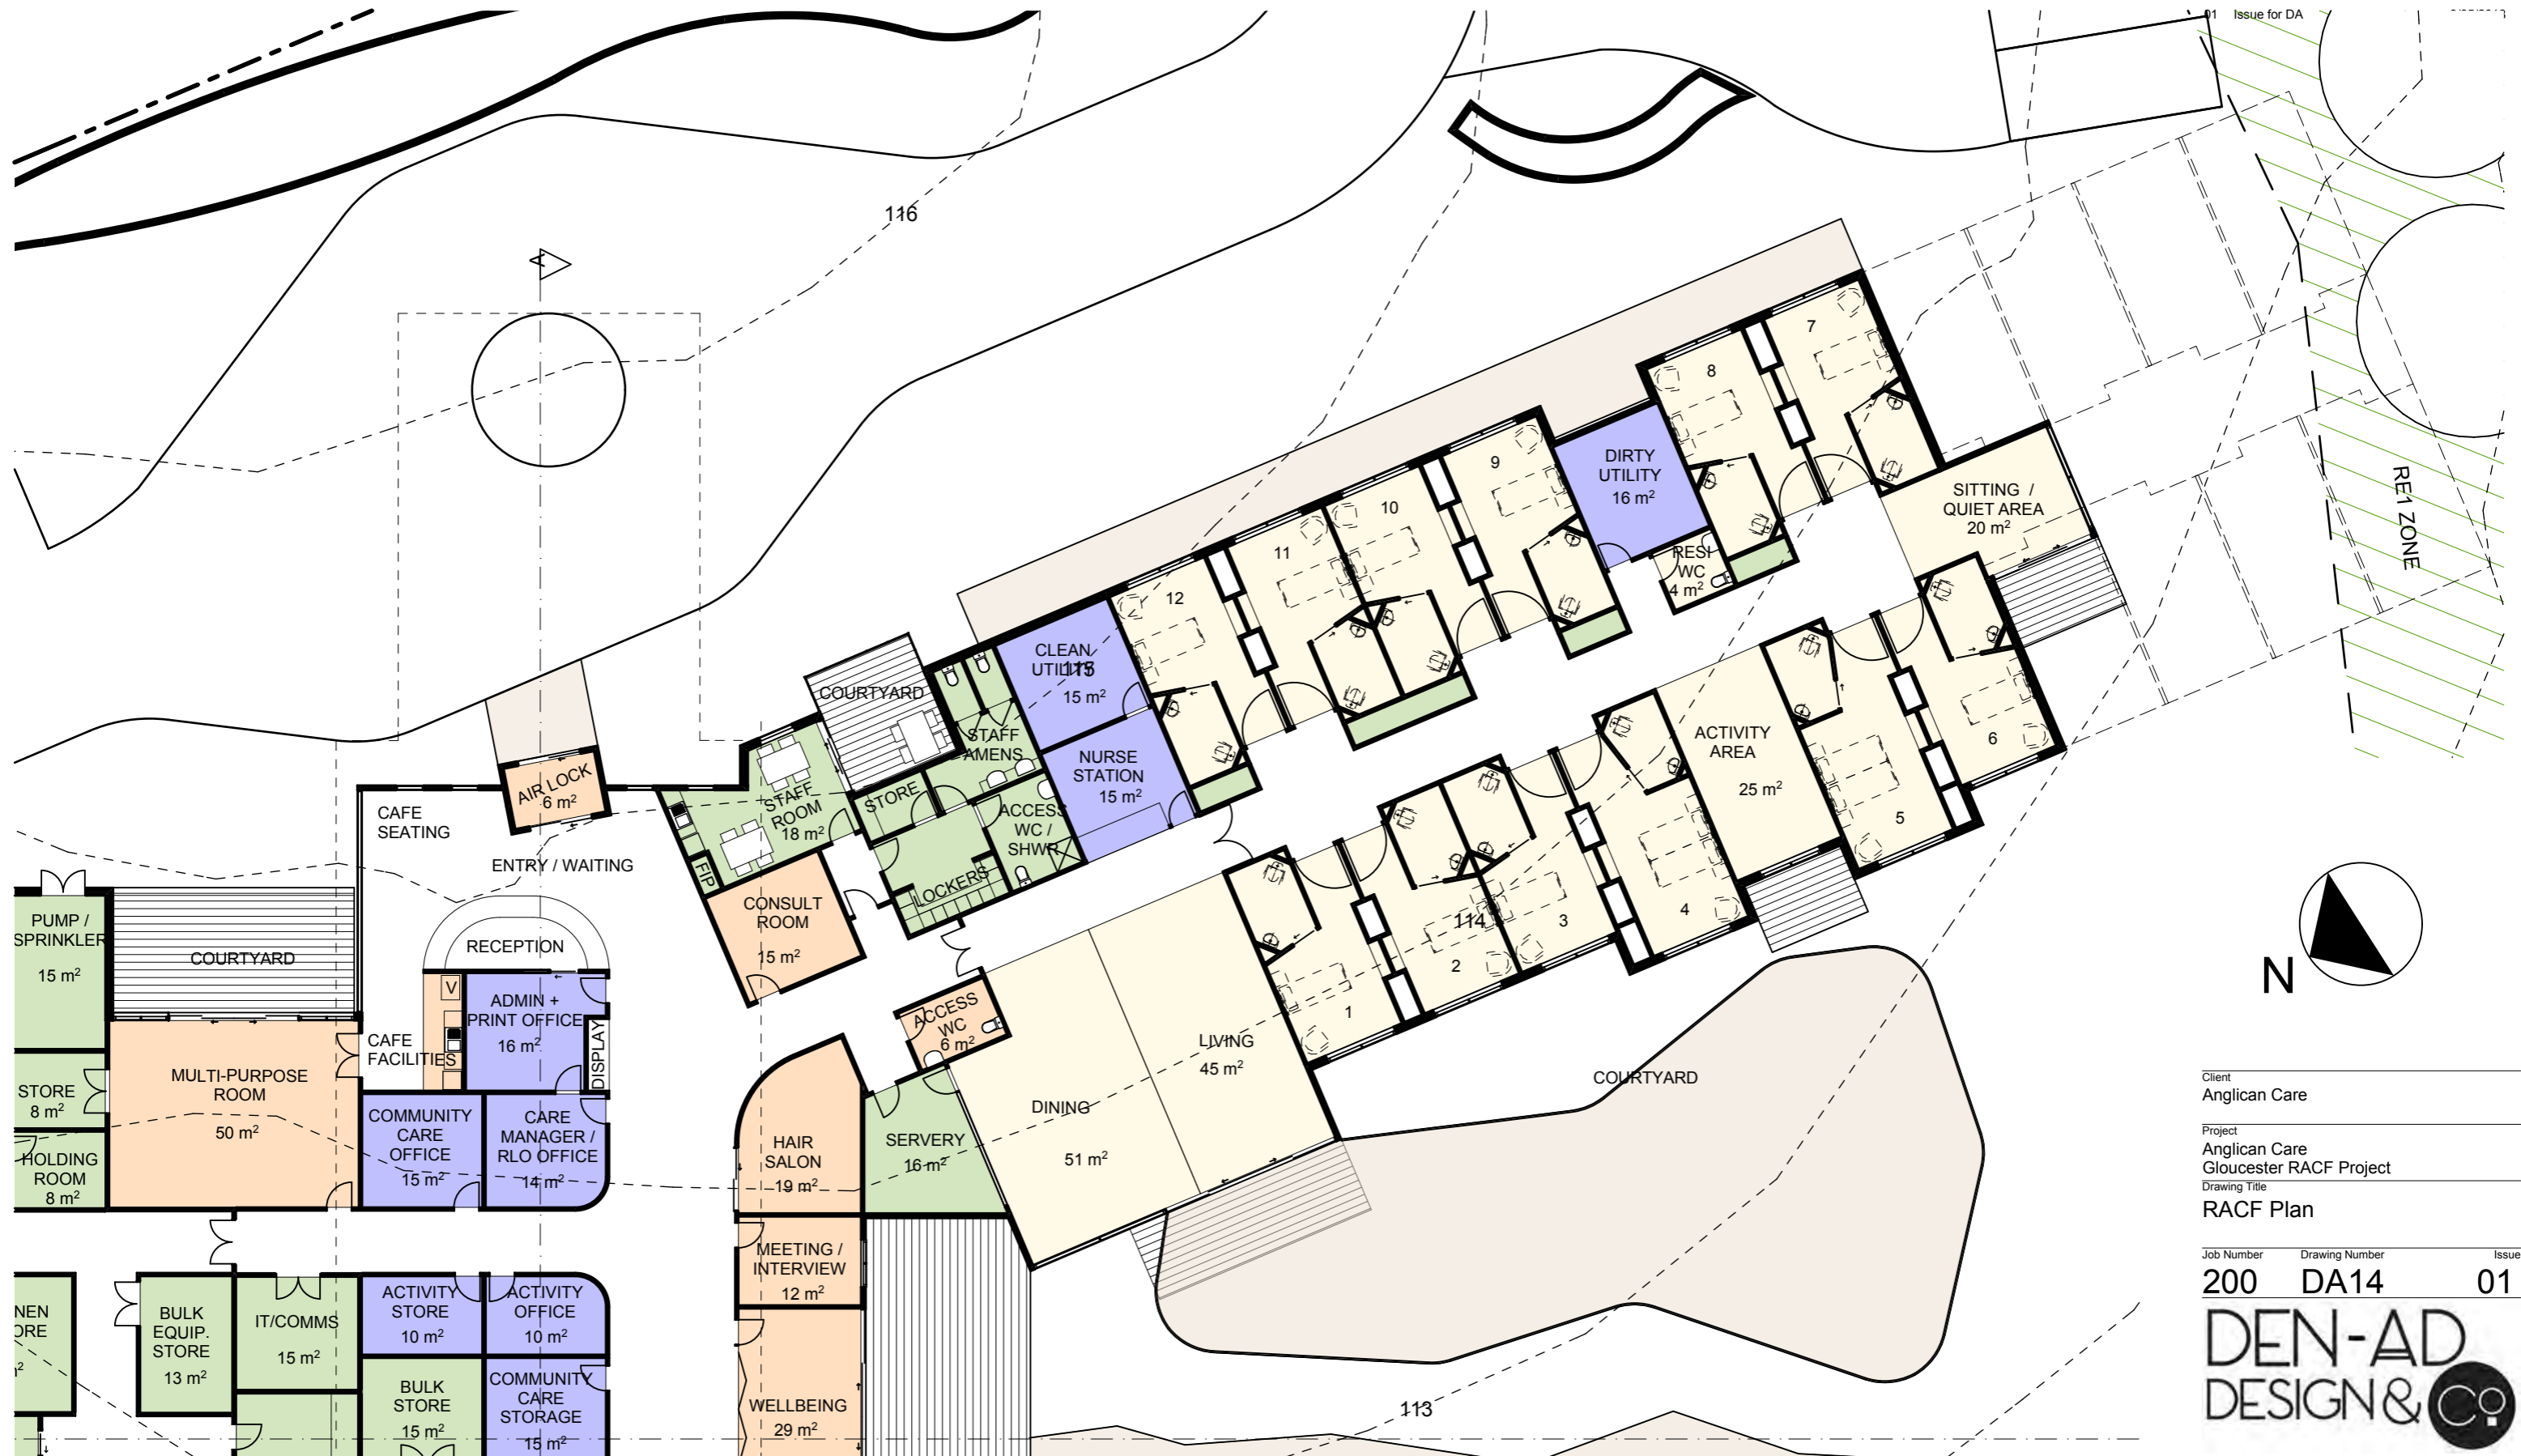 01 Issue for DA
116
A
7
8
9
DIRTY
UTILITY
16 m²
10
11
12
SITTING /
QUIET AREA
20 m²
RE1 ZONE
RESI
WC
4 m²
CLEAN
UTILITY
115
15 m²
COURTYARD
STAFF
AMENS
NURSE
STATION
15 m²
ACTIVITY
AREA
25 m²
6
5
AIR LOCK
6 m²
CAFE
SEATING
STAFF
ROOM
18 m²
STORE
ACCESS
WC /
SHWR
ENTRY / WAITING
FIP
LOCKERS
CONSULT
ROOM
15 m²
4
3
114
2
1
PUMP /
SPRINKLER
15 m²
COURTYARD
RECEPTION
V
ADMIN +
PRINT OFFICE
16 m²
DISPLAY
CAFE
FACILITIES
ACCESS
WC
6 m²
LIVING
45 m²
DINING
51 m²
COURTYARD
N
STORE
8 m²
MULTI-PURPOSE
ROOM
50 m²
HOLDING
ROOM
8 m²
COMMUNITY
CARE
OFFICE
15 m²
CARE
MANAGER /
RLO OFFICE
14 m²
HAIR
SALON
19 m²
SERVERY
16 m²
MEETING /
INTERVIEW
12 m²
NEN
ORE
m²
BULK
EQUIP.
STORE
13 m²
IT/COMMS
15 m²
ACTIVITY
STORE
10 m²
ACTIVITY
OFFICE
10 m²
BULK
STORE
15 m²
COMMUNITY
CARE
STORAGE
15 m²
WELLBEING
29 m²
113
Client
Anglican Care
Project
Anglican Care
Gloucester RACF Project
Drawing Title
RACF Plan
Job Number Drawing Number Issue
200 DA14 01
DEN-AD
DESIGN & Co